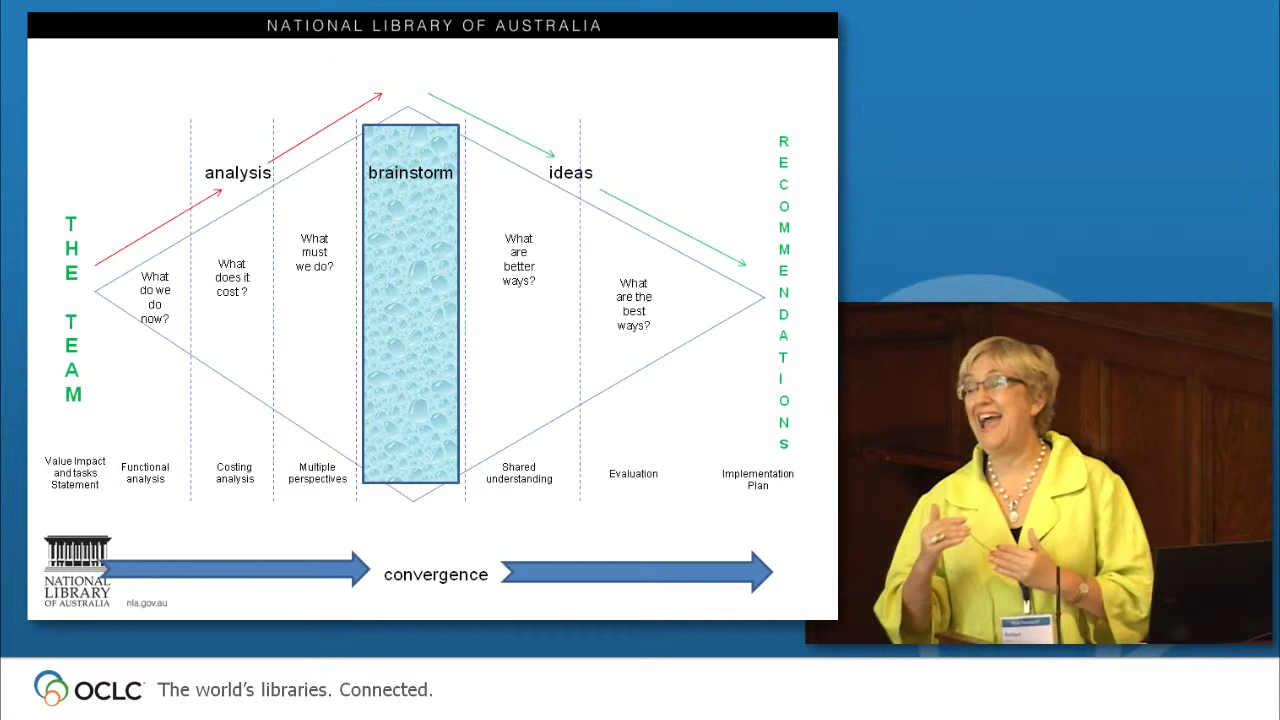 NATIONAL LIBRARY OF AUSTRALIA
analysis
brainstorm
ideas
THE TEAM
RECOMMENDATIONS
What
do we
do
now?
What
does it
cost ?
What
must
we do?
What
are
better
ways?
What
are the
best
ways?
Value Impact
and tasks
Statement
Functional
analysis
Costing
analysis
Multiple
perspectives
Shared
understanding
Evaluation
Implementation
Plan
convergence
NATIONAL
LIBRARY
OF AUSTRALIA
nla.gov.au
OCLC
The world's libraries. Connected.